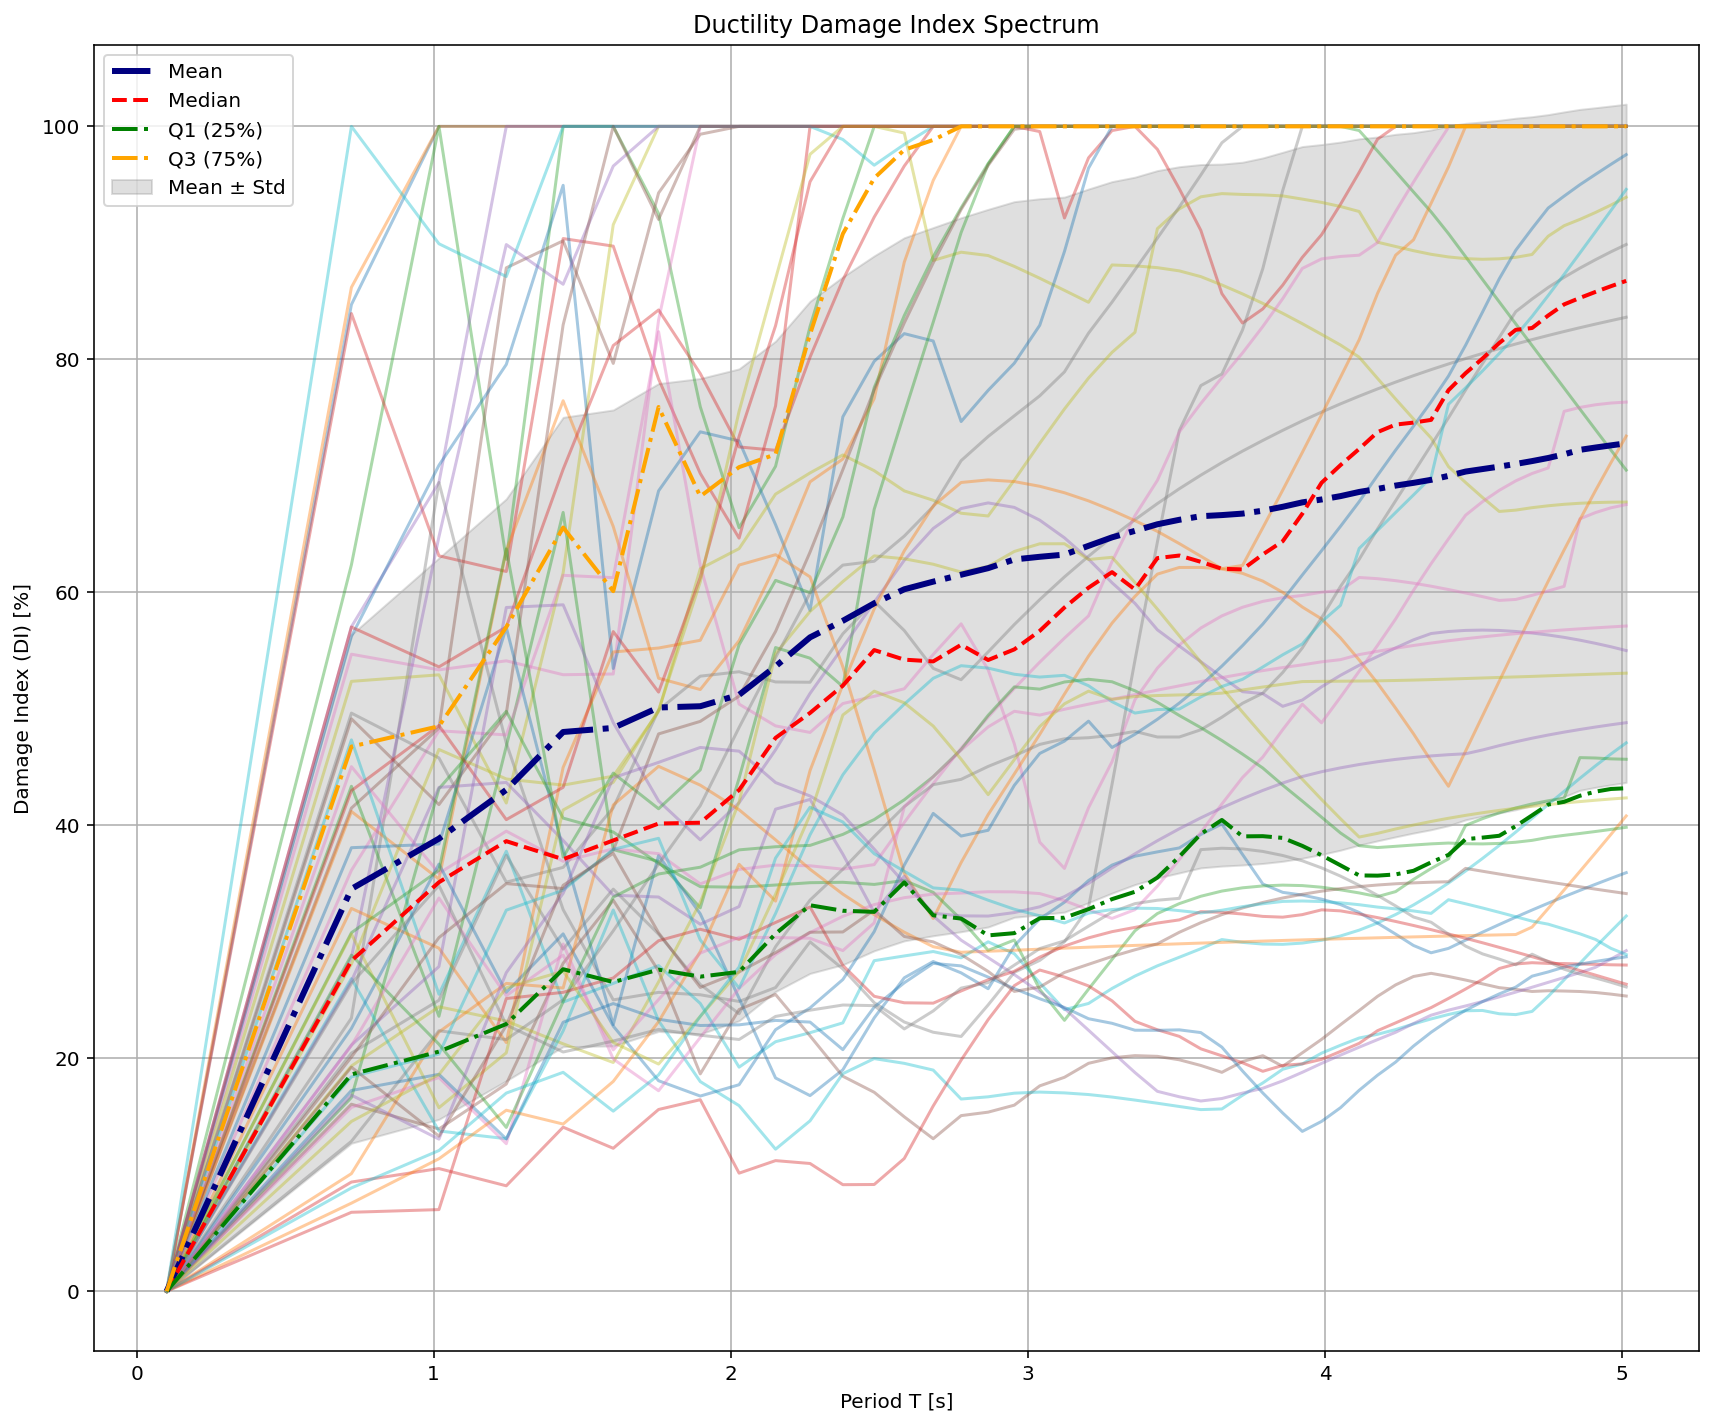 Ductility Damage Index Spectrum
Mean
Median
Q1 (25%)
Q3 (75%)
Mean ± Std
100
80
60
40
20
0
Damage Index (DI) [%]
0 1 2 3 4 5
Period T [s]